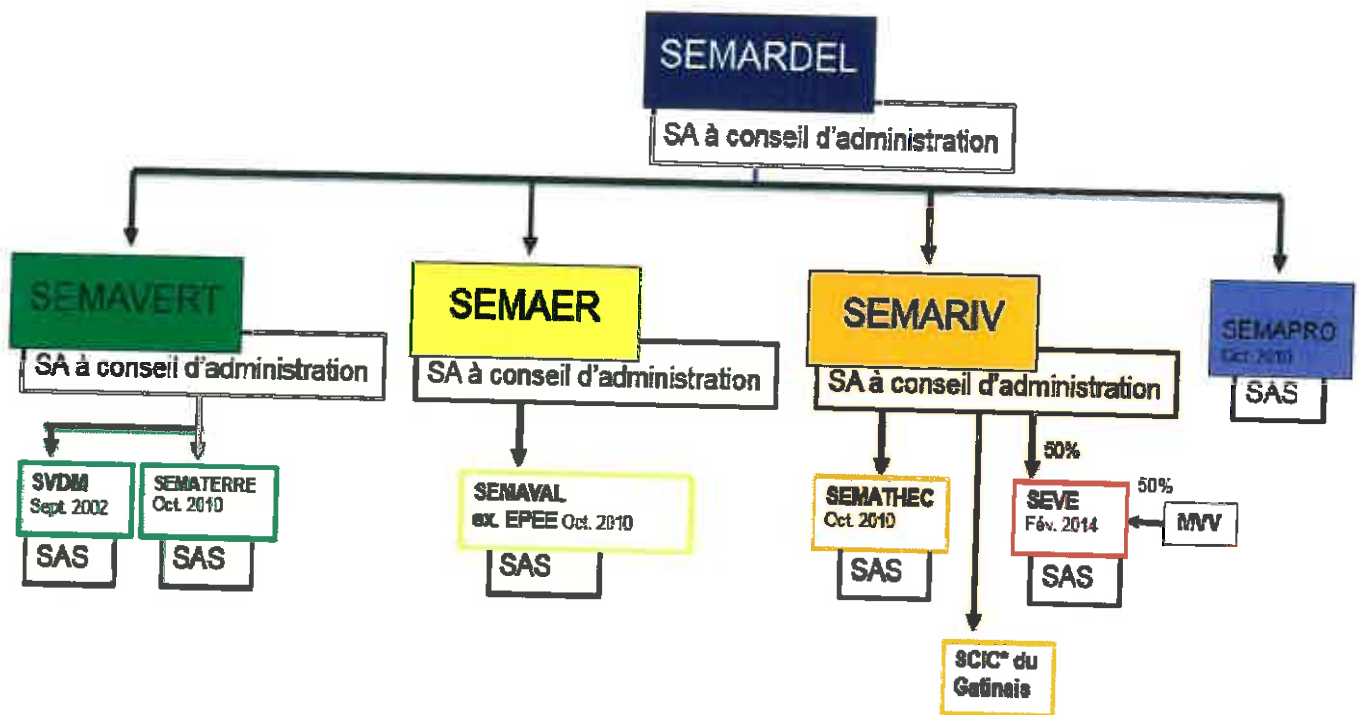 SEMARDEL
SA à conseil d'administration
SEMAVERT
SA à conseil d'administration
SEMAER
SA à conseil d'administration
SEMARIV
SA à conseil d'administration
SEMAPRO
Oct. 2010
SAS
SVDM
Sept. 2002
SAS
SEMATERRE
Oct. 2010
SAS
SEMAVAL
ex. EPEE Oct. 2010
SAS
SEMATHEC
Oct. 2010
SAS
50%
SEVE
Fév. 2014
SAS
50%
MVV
SCIC* du
Gatinais